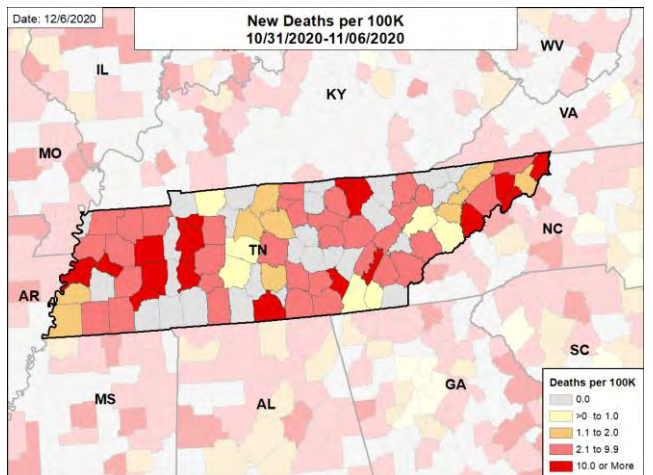 Date: 12/6/2020
New Deaths per 100K
10/31/2020-11/06/2020
WV
IL
KY
VA
MO
TN
NC
AR
SC
MS
AL
GA
Deaths per 100K
0.0
>0 to 1.0
1.1 to 2.0
2.1 to 9.9
10.0 or More